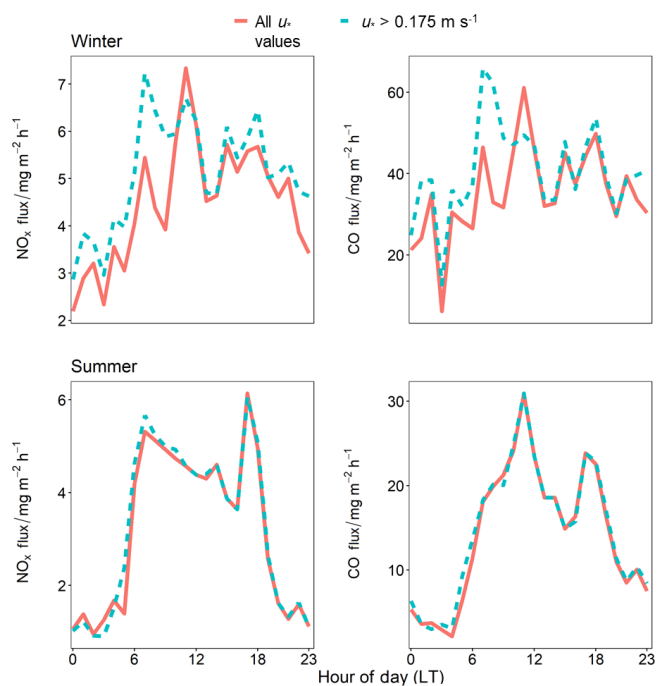 All u* values
u* > 0.175 m s⁻¹
Winter
NOx flux/mg m⁻² h⁻¹
7
6
5
4
3
2
CO flux/mg m⁻² h⁻¹
60
40
20
Summer
NOx flux/mg m⁻² h⁻¹
6
4
2
0 6 12 18 23
CO flux/mg m⁻² h⁻¹
30
20
10
0 6 12 18 23
Hour of day (LT)